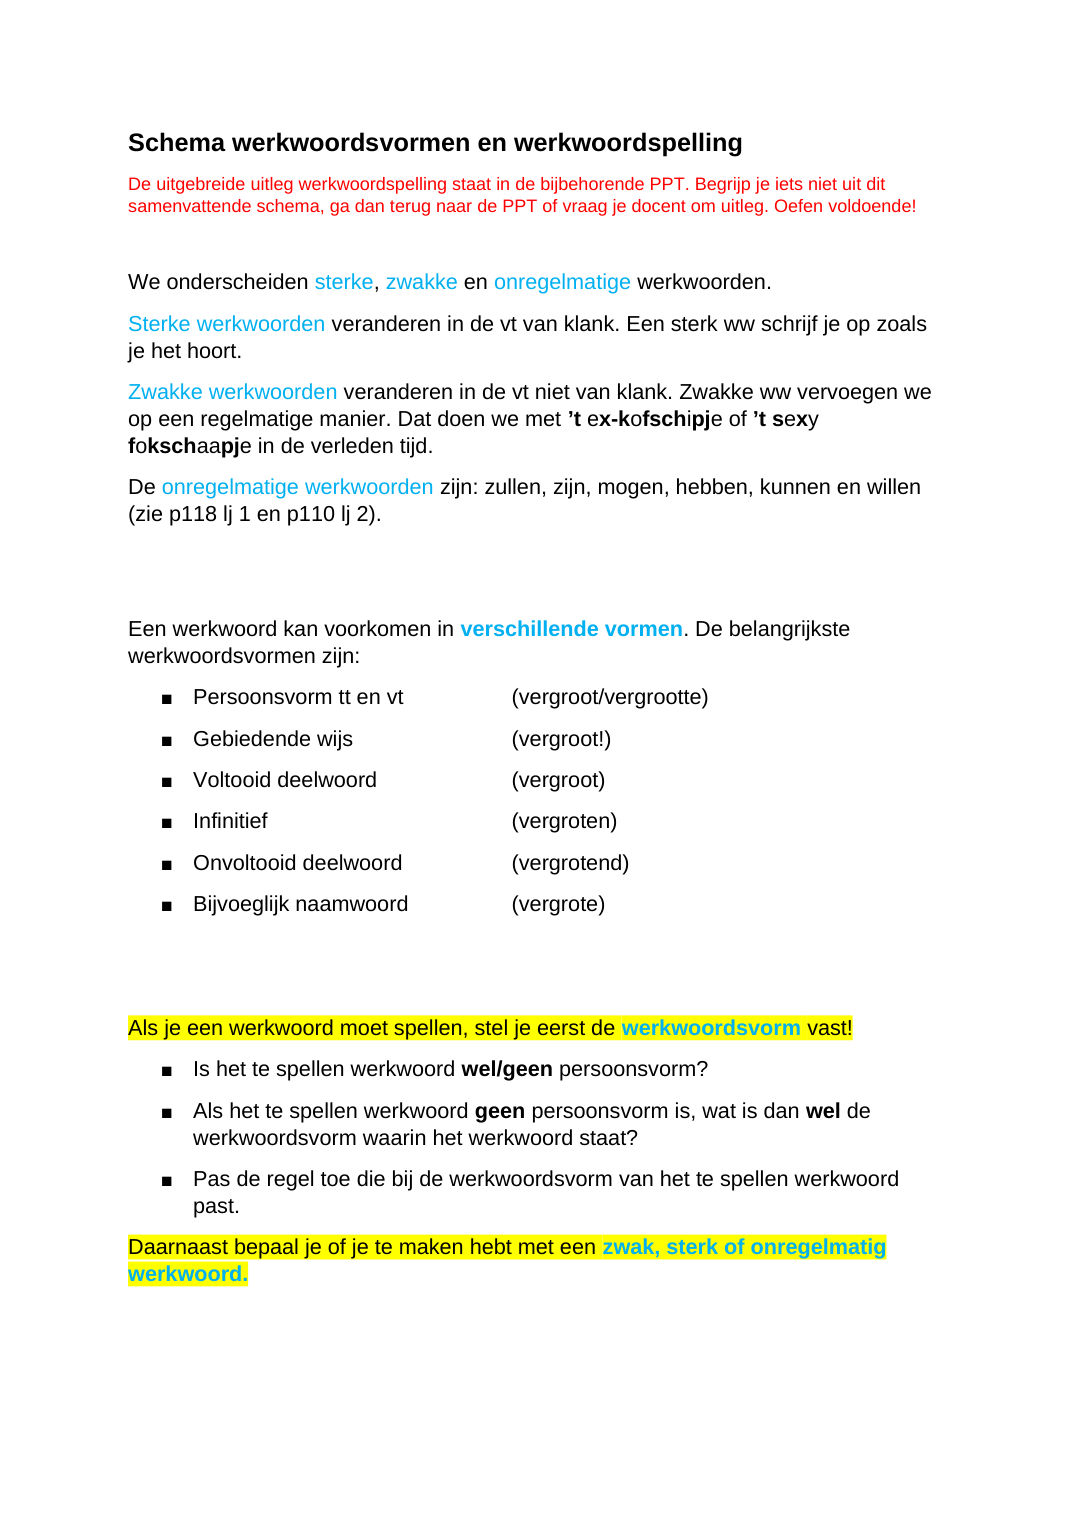 Schema werkwoordsvormen en werkwoordspelling
De uitgebreide uitleg werkwoordspelling staat in de bijbehorende PPT. Begrijp je iets niet uit dit
samenvattende schema, ga dan terug naar de PPT of vraag je docent om uitleg. Oefen voldoende!
We onderscheiden sterke, zwakke en onregelmatige werkwoorden.
Sterke werkwoorden veranderen in de vt van klank. Een sterk ww schrijf je op zoals
je het hoort.
Zwakke werkwoorden veranderen in de vt niet van klank. Zwakke ww vervoegen we
op een regelmatige manier. Dat doen we met ’t ex-kofschipje of ’t sexy
fokschaapje in de verleden tijd.
De onregelmatige werkwoorden zijn: zullen, zijn, mogen, hebben, kunnen en willen
(zie p118 lj 1 en p110 lj 2).
Een werkwoord kan voorkomen in verschillende vormen. De belangrijkste
werkwoordsvormen zijn:
▪ Persoonsvorm tt en vt (vergroot/vergrootte)
▪ Gebiedende wijs (vergroot!)
▪ Voltooid deelwoord (vergroot)
▪ Infinitief (vergroten)
▪ Onvoltooid deelwoord (vergrotend)
▪ Bijvoeglijk naamwoord (vergrote)
Als je een werkwoord moet spellen, stel je eerst de werkwoordsvorm vast!
▪ Is het te spellen werkwoord wel/geen persoonsvorm?
▪ Als het te spellen werkwoord geen persoonsvorm is, wat is dan wel de
werkwoordsvorm waarin het werkwoord staat?
▪ Pas de regel toe die bij de werkwoordsvorm van het te spellen werkwoord
past.
Daarnaast bepaal je of je te maken hebt met een zwak, sterk of onregelmatig
werkwoord.